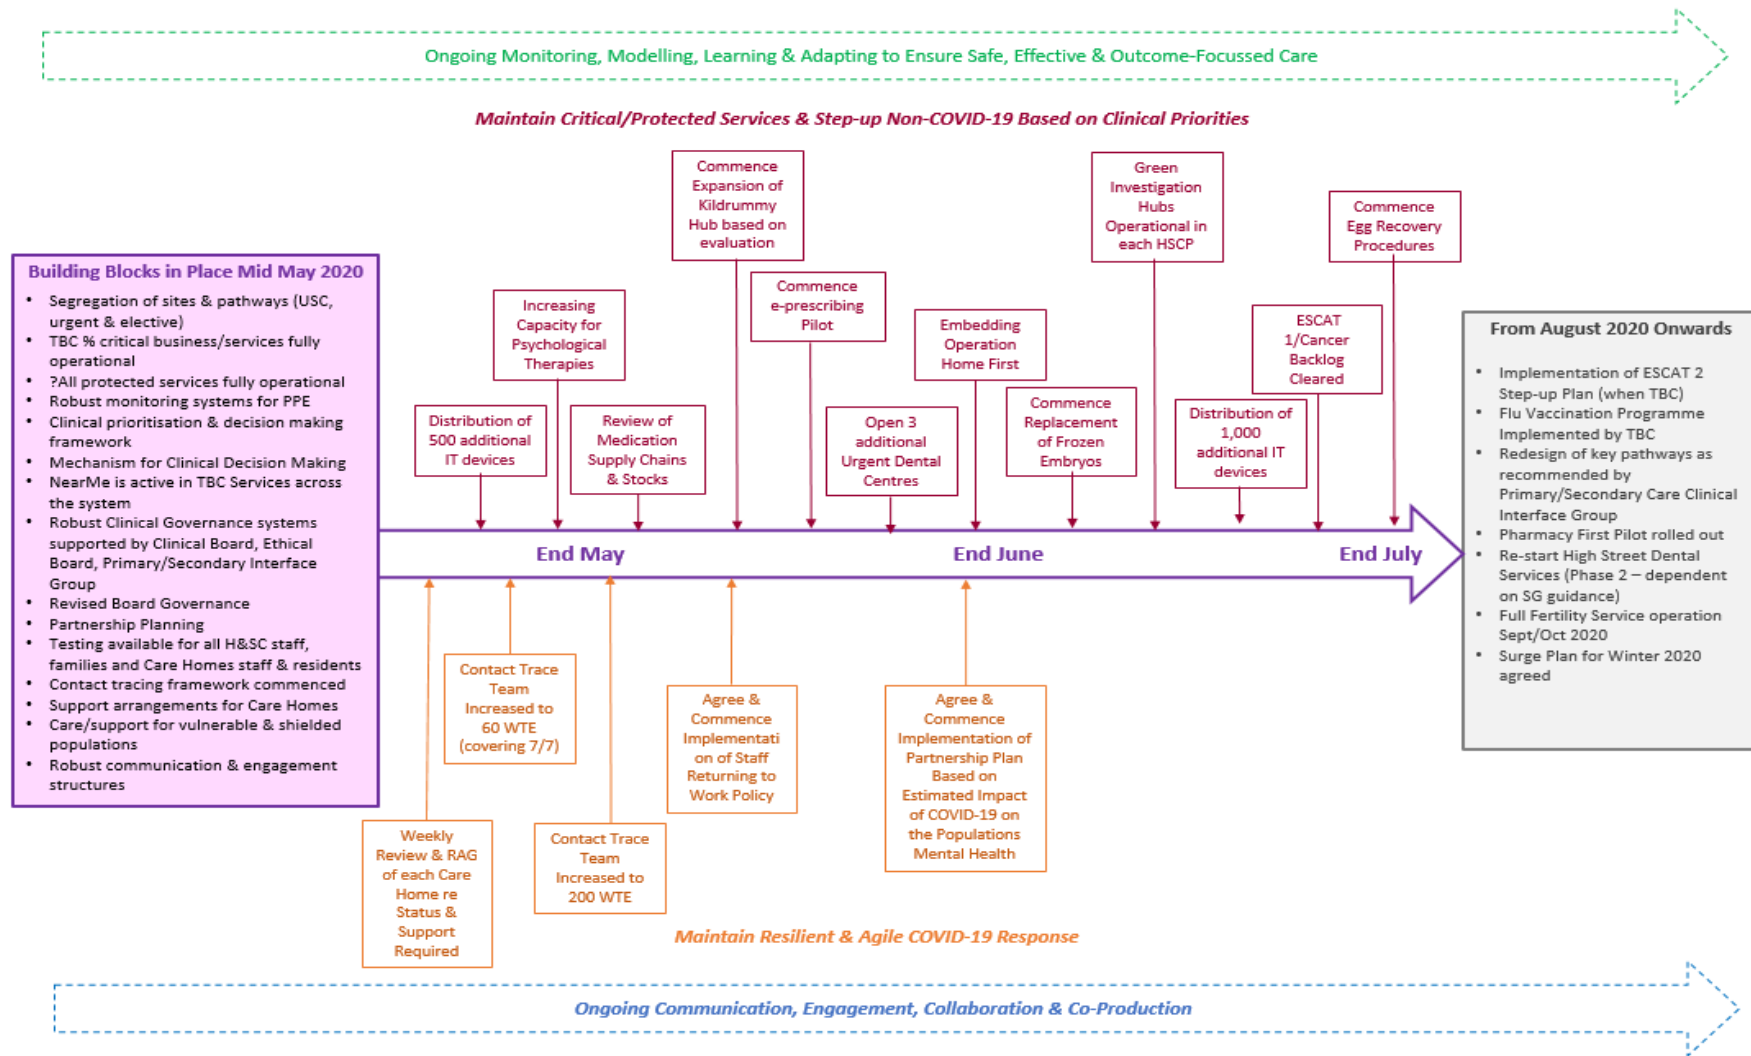 Ongoing Monitoring, Modelling, Learning & Adapting to Ensure Safe, Effective & Outcome-Focussed Care
Maintain Critical/Protected Services & Step-up Non-COVID-19 Based on Clinical Priorities
Building Blocks in Place Mid May 2020
• Segregation of sites & pathways (USC,
urgent & elective)
• TBC % critical business/services fully
operational
• ?All protected services fully operational
• Robust monitoring systems for PPE
• Clinical prioritisation & decision making
framework
• Mechanism for Clinical Decision Making
• NearMe is active in TBC Services across
the system
• Robust Clinical Governance systems
supported by Clinical Board, Ethical
Board, Primary/Secondary Interface
Group
• Revised Board Governance
• Partnership Planning
• Testing available for all H&SC staff,
families and Care Homes staff & residents
• Contact tracing framework commenced
• Support arrangements for Care Homes
• Care/support for vulnerable & shielded
populations
• Robust communication & engagement
structures
Distribution of
500 additional
IT devices
Increasing
Capacity for
Psychological
Therapies
Review of
Medication
Supply Chains
& Stocks
Commence
Expansion of
Kildrummy
Hub based on
evaluation
Commence
e-prescribing
Pilot
Open 3
additional
Urgent Dental
Centres
Embedding
Operation
Home First
Commence
Replacement
of Frozen
Embryos
Green
Investigation
Hubs
Operational in
each HSCP
Distribution of
1,000
additional IT
devices
ESCAT
1/Cancer
Backlog
Cleared
Commence
Egg Recovery
Procedures
End May
End June
End July
Weekly
Review & RAG
of each Care
Home re
Status &
Support
Required
Contact Trace
Team
Increased to
60 WTE
(covering 7/7)
Contact Trace
Team
Increased to
200 WTE
Agree &
Commence
Implementati
on of Staff
Returning to
Work Policy
Agree &
Commence
Implementation of
Partnership Plan
Based on
Estimated Impact
of COVID-19 on
the Populations
Mental Health
From August 2020 Onwards
• Implementation of ESCAT 2
Step-up Plan (when TBC)
• Flu Vaccination Programme
Implemented by TBC
• Redesign of key pathways as
recommended by
Primary/Secondary Care Clinical
Interface Group
• Pharmacy First Pilot rolled out
• Re-start High Street Dental
Services (Phase 2 – dependent
on SG guidance)
• Full Fertility Service operation
Sept/Oct 2020
• Surge Plan for Winter 2020
agreed
Maintain Resilient & Agile COVID-19 Response
Ongoing Communication, Engagement, Collaboration & Co-Production